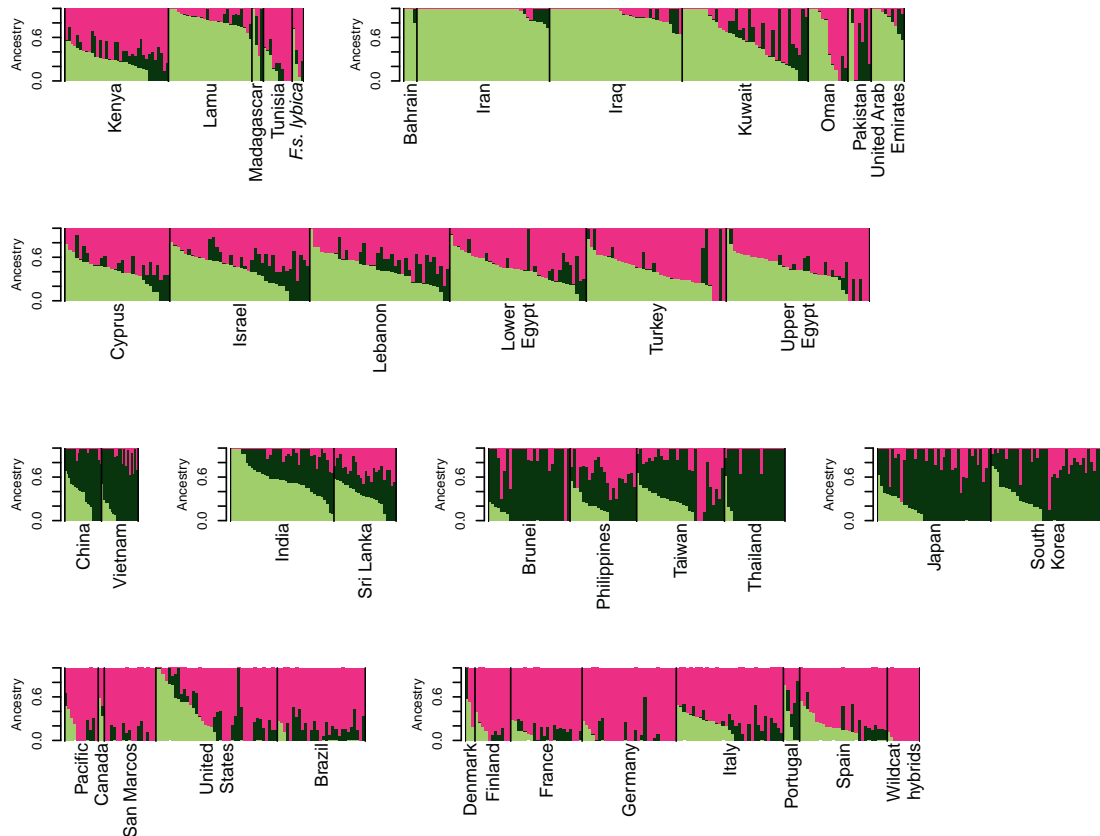 Ancestry
0.0 0.6
Kenya
Lamu
Madagascar
Tunisia
F.s. lybica
Ancestry
0.0 0.6
Bahrain
Iran
Iraq
Kuwait
Oman
Pakistan
United Arab
Emirates
Ancestry
0.0 0.6
Cyprus
Israel
Lebanon
Lower
Egypt
Turkey
Upper
Egypt
Ancestry
0.0 0.6
China
Vietnam
Ancestry
0.0 0.6
India
Sri Lanka
Ancestry
0.0 0.6
Brunei
Philippines
Taiwan
Thailand
Ancestry
0.0 0.6
Japan
South
Korea
Ancestry
0.0 0.6
Pacific
Canada
San Marcos
United
States
Brazil
Ancestry
0.0 0.6
Denmark
Finland
France
Germany
Italy
Portugal
Spain
Wildcat
hybrids